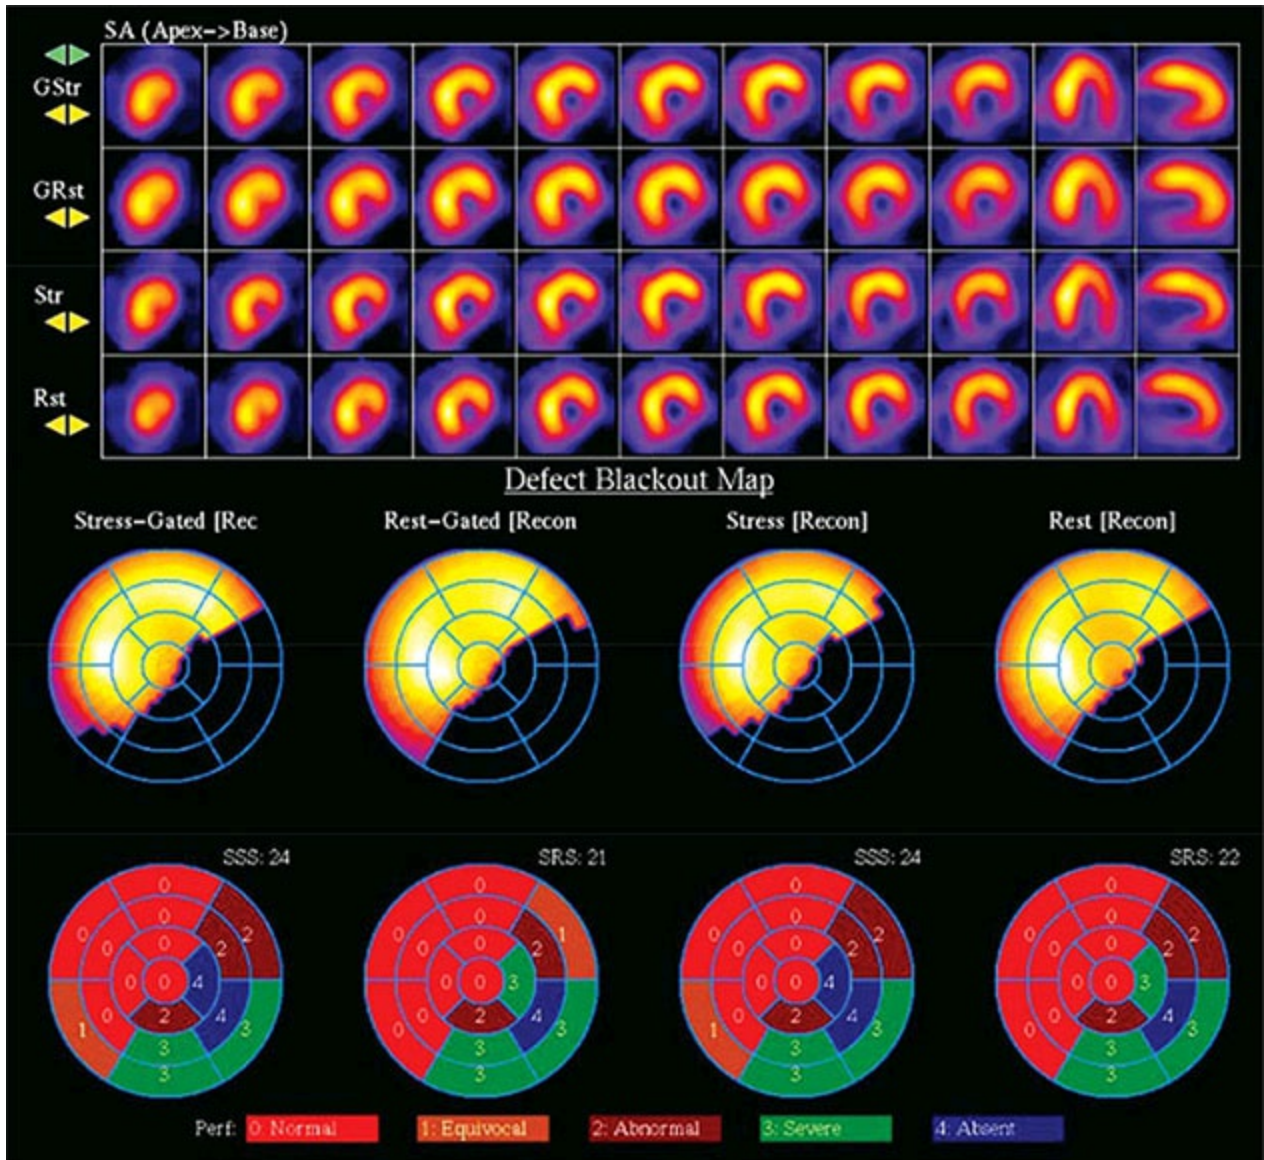 SA (Apex->Base)
GStr
GRst
Str
Rst
Defect Blackout Map
Stress-Gated [Rec
Rest-Gated [Recon
Stress [Recon]
Rest [Recon]
SSS: 24
0
0
0 0 0 2 2
0 0 4
1 0 2 4 3
3
3
SRS: 21
0
0
0 0 0 2 1
0 0 3
0 0 2 4 3
3
3
SSS: 24
0
0
0 0 0 2 2
0 0 4
1 0 2 4 3
3
3
SRS: 22
0
0
0 0 0 2 2
0 0 3
0 0 2 4 3
3
3
Perf: 0: Normal 1: Equivocal 2: Abnormal 3: Severe 4: Absent